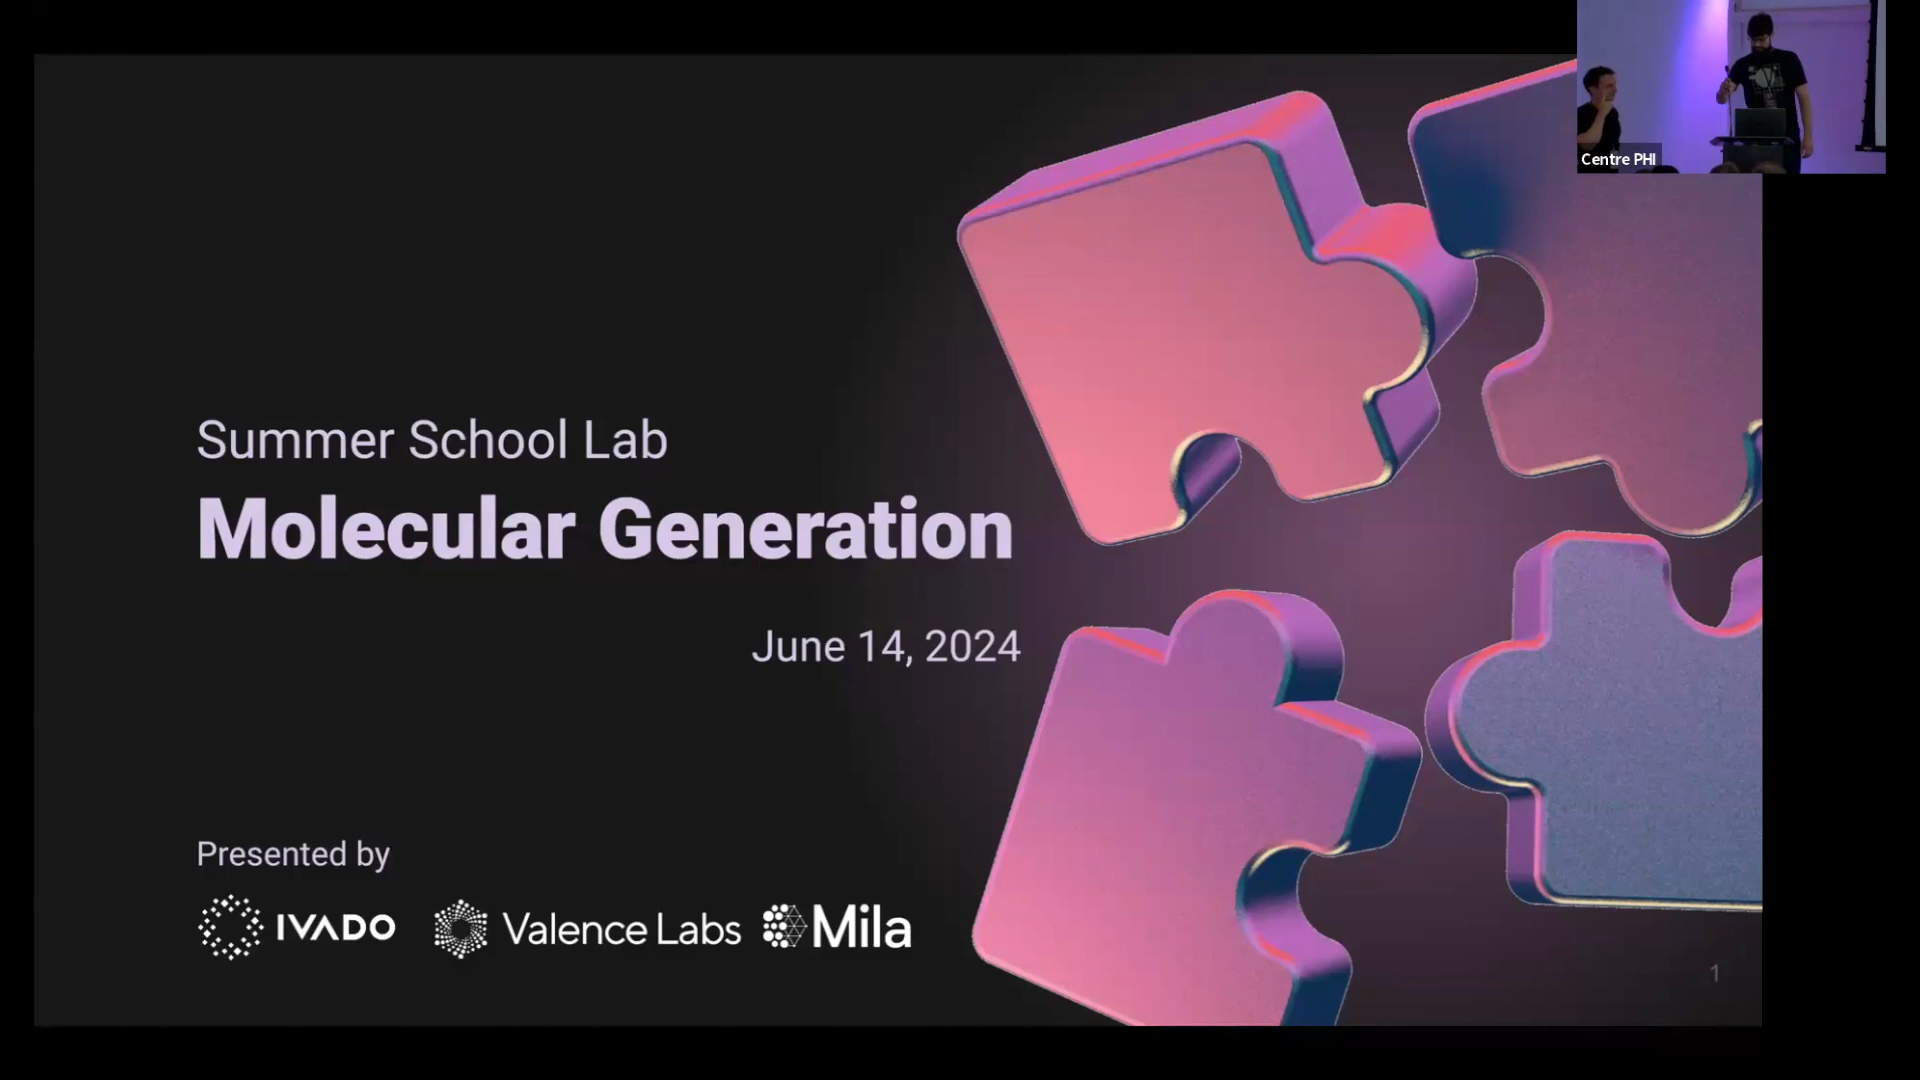 Centre PHI
Summer School Lab
Molecular Generation
June 14, 2024
Presented by
IVADO
Valence Labs
Mila
1